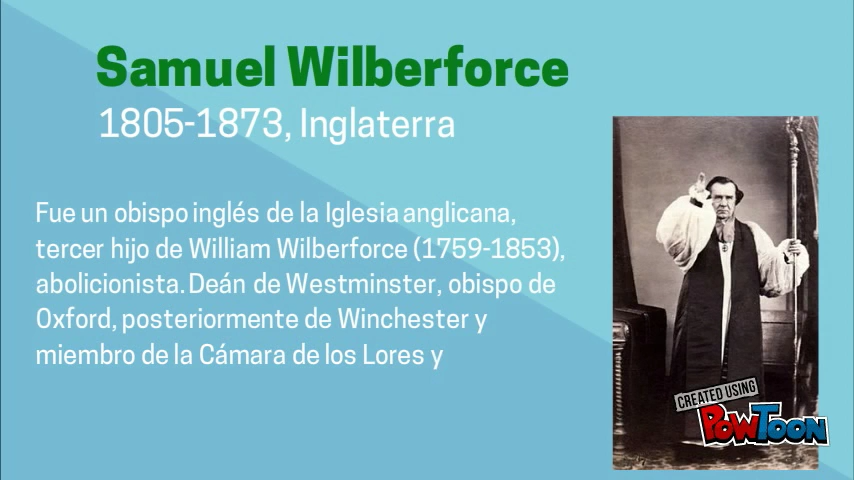 Samuel Wilberforce
1805-1873, Inglaterra
Fue un obispo inglés de la Iglesia anglicana,
tercer hijo de William Wilberforce (1759-1853),
abolicionista. Deán de Westminster, obispo de
Oxford, posteriormente de Winchester y
miembro de la Cámara de los Lores y
CREATED USING
POWTOON